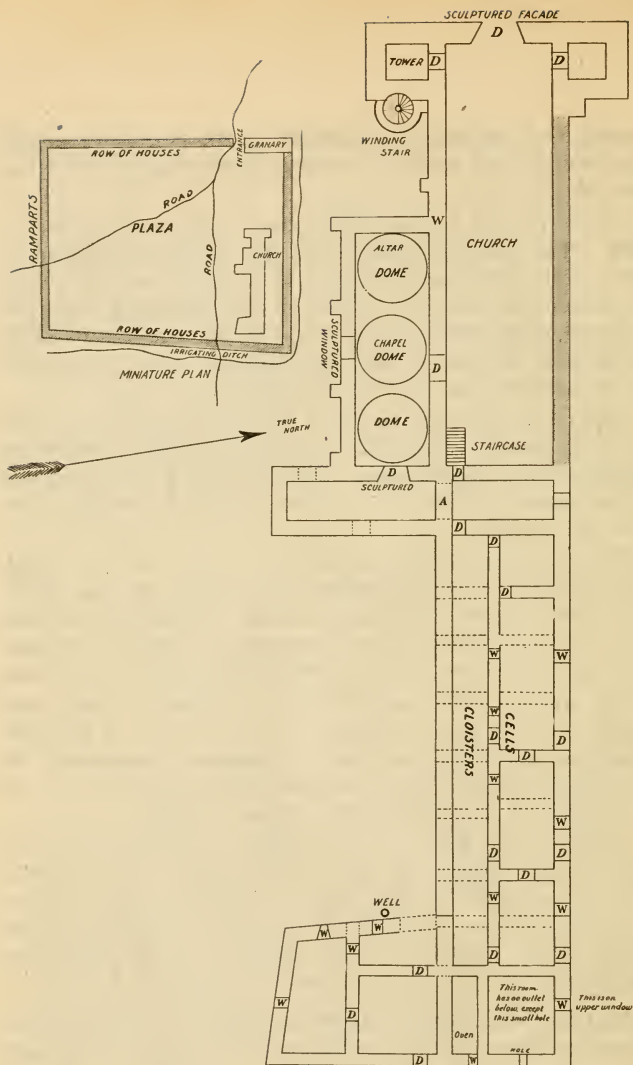 SCULPTURED FACADE
D
TOWER
D
D
WINDING
STAIR
ROW OF HOUSES
ENTRANCE
GRANARY
RAMPARTS
ROAD
PLAZA
ROAD
CHURCH
ROW OF HOUSES
IRRIGATING DITCH
MINIATURE PLAN
W
ALTAR
DOME
CHURCH
CHAPEL
DOME
SCULPTURED
WINDOW
D
DOME
TRUE
NORTH
STAIRCASE
D
D
SCULPTURED
A
D
D
D
W
W
W
D
D
CLOISTERS
CELLS
D
W
W
D
D
D
W
W
WELL
W
W
W
D
D
D
W
D
This room
has no outlet
below, except
this small hole
W
This is an
upper window
Oven
HOLE
D
W